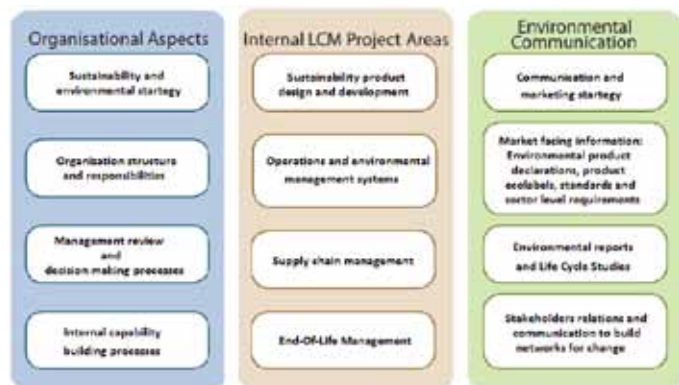 Organisational Aspects
Sustainability and
environmental startegy
Organization structure
and responsibilities
Management review
and
decision making processes
Internal capability
building processes
Internal LCM Project Areas
Sustainability product
design and development
Operations and environmental
management systems
Supply chain management
End-Of-Life Management
Environmental
Communication
Communication and
marketing startegy
Market facing information:
Environmental product
declarations, product
ecolabels, standards and
sector level requirements
Environmental reports
and Life Cycle Studies
Stakeholders relations and
communication to build
networks for change